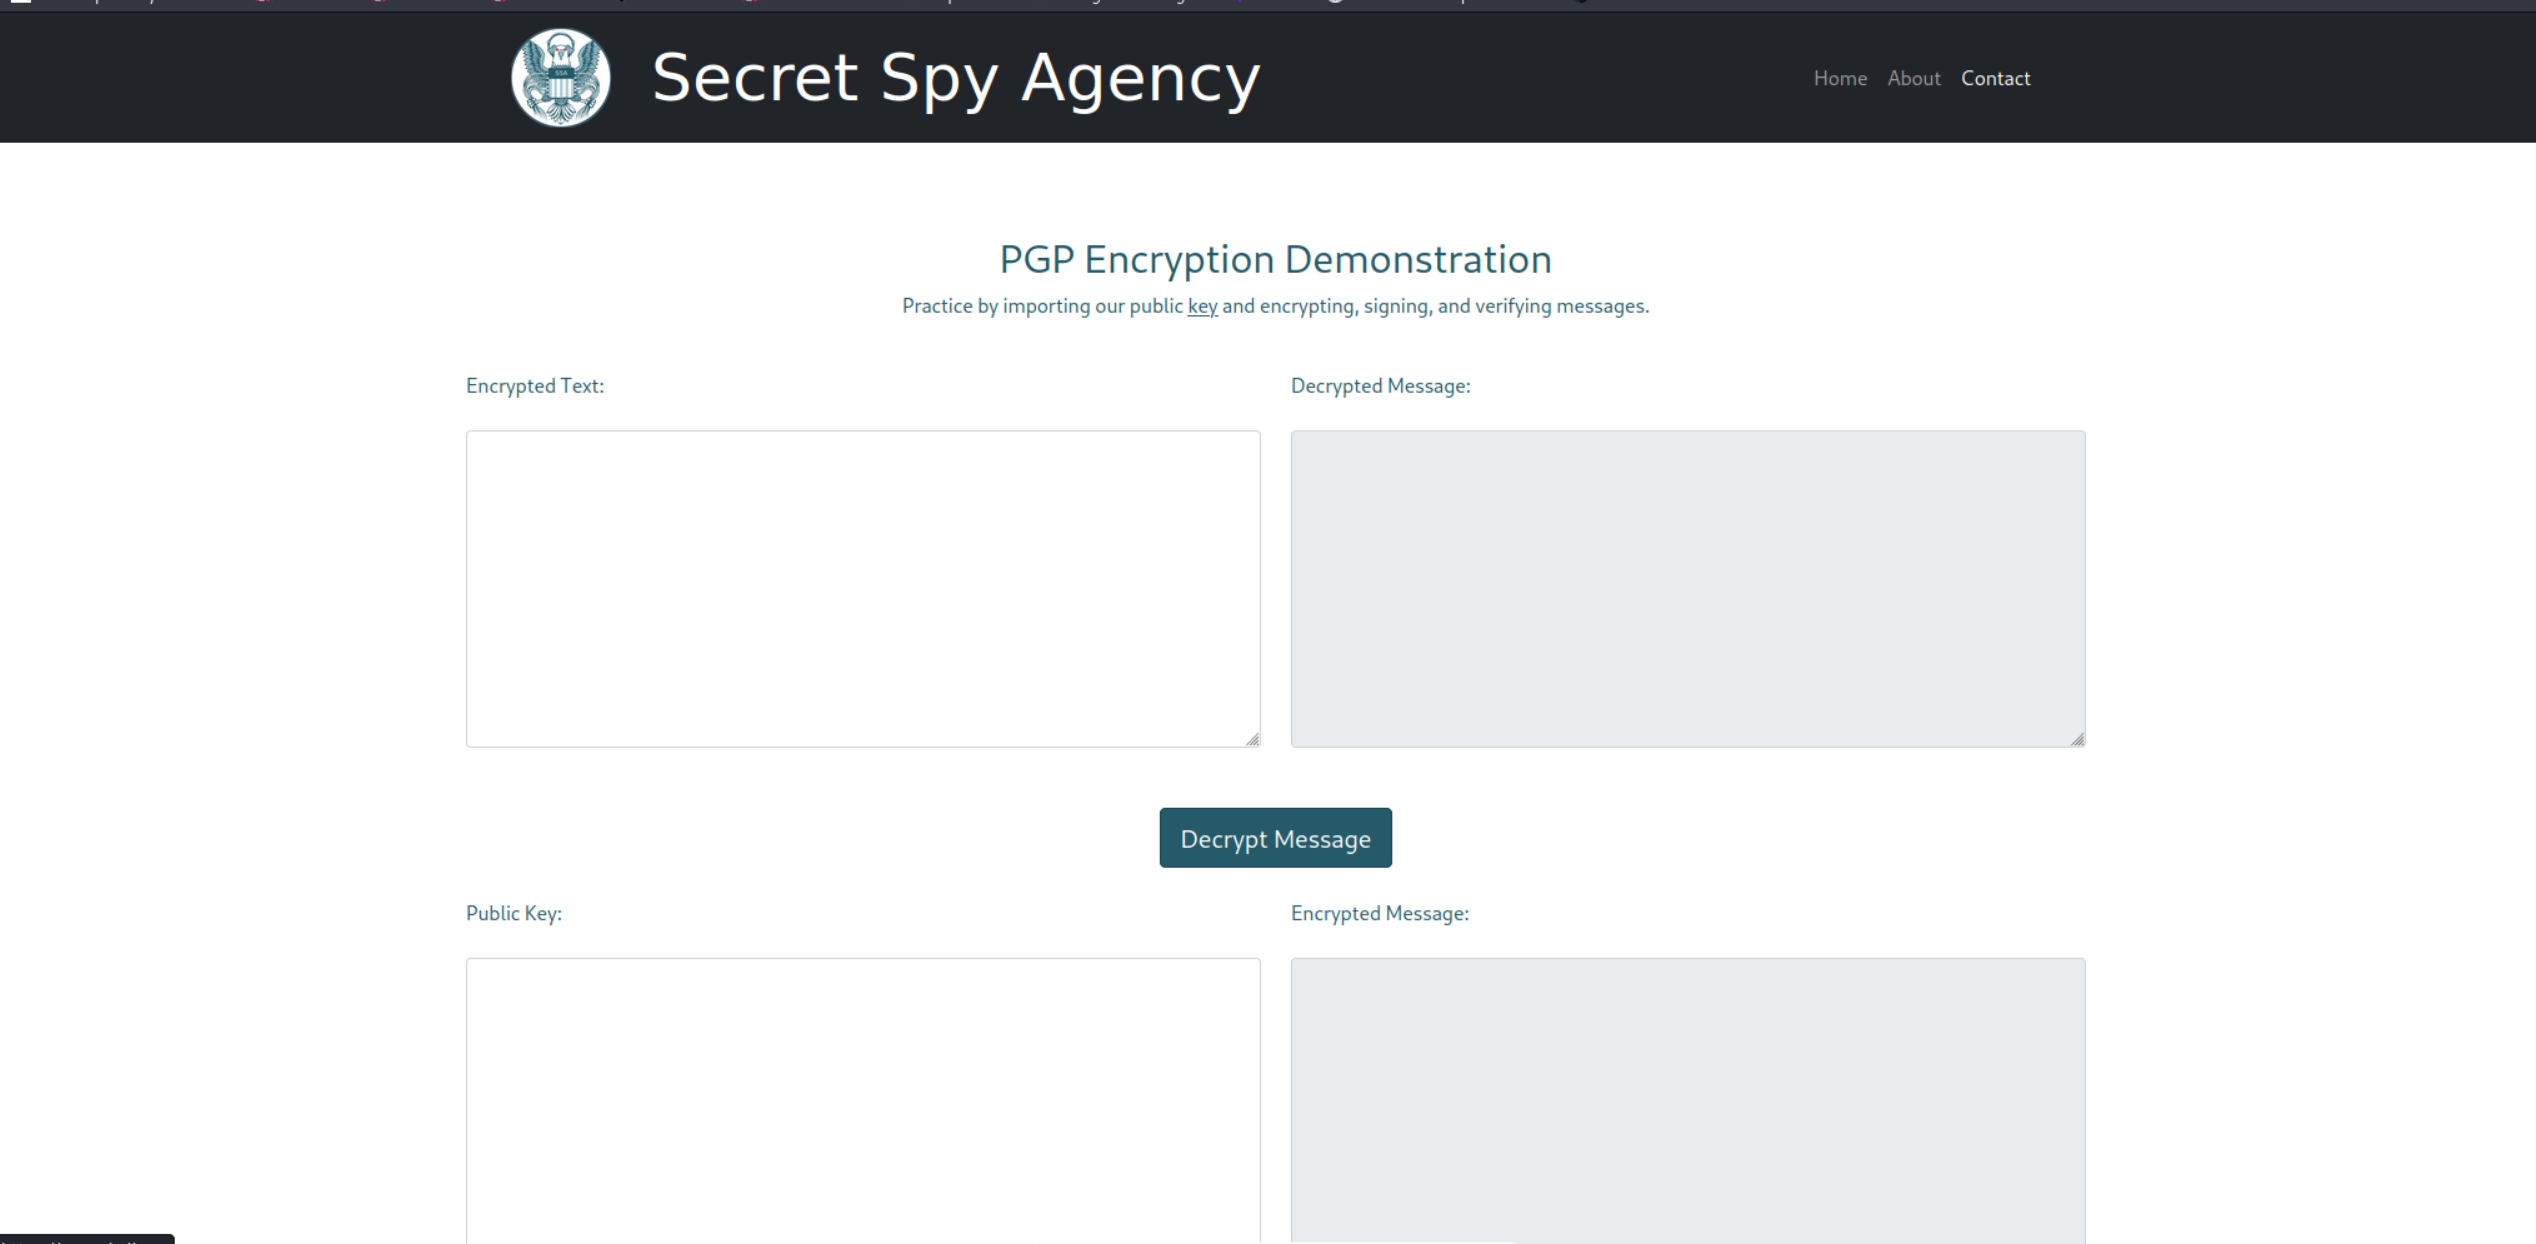 Secret Spy Agency
Home About Contact
SSA
PGP Encryption Demonstration
Practice by importing our public key and encrypting, signing, and verifying messages.
Encrypted Text: Decrypted Message:
Decrypt Message
Public Key: Encrypted Message: